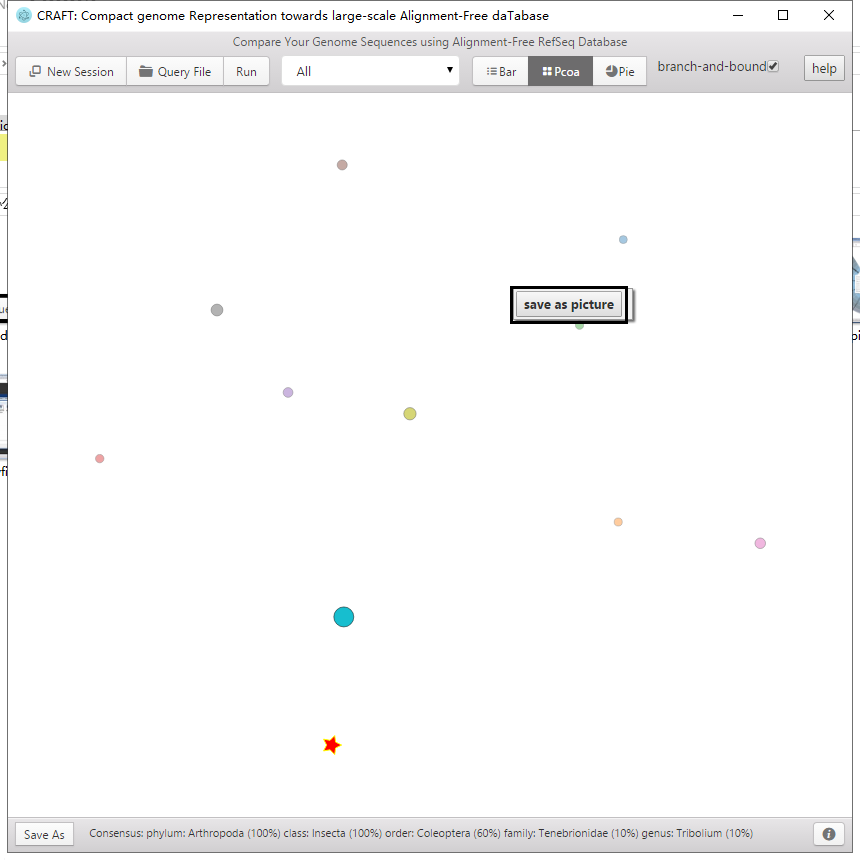 CRAFT: Compact genome Representation towards large-scale Alignment-Free daTabase
Compare Your Genome Sequences using Alignment-Free RefSeq Database
New Session Query File Run All Bar Pcoa Pie branch-and-bound help
save as picture
Save As Consensus: phylum: Arthropoda (100%) class: Insecta (100%) order: Coleoptera (60%) family: Tenebrionidae (10%) genus: Tribolium (10%)